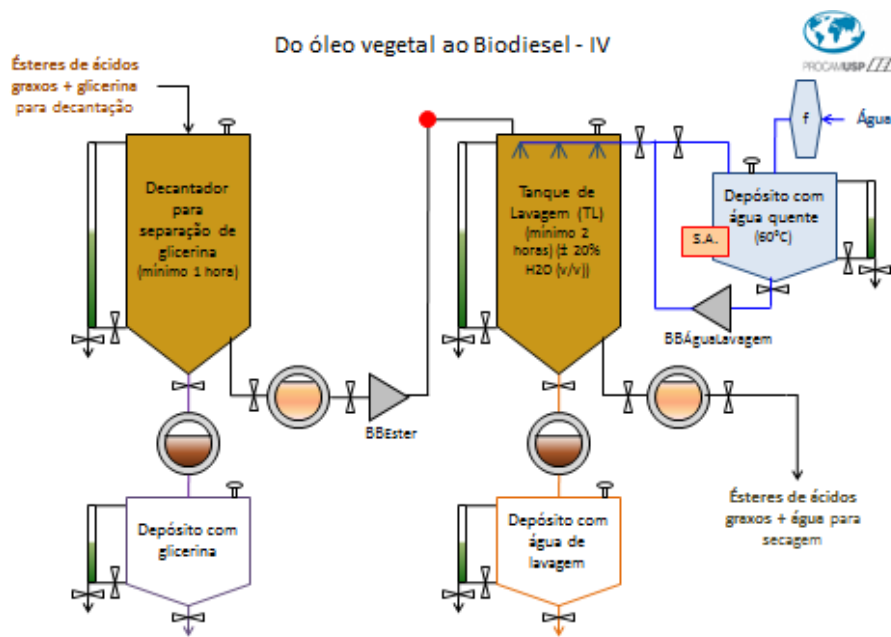 Do óleo vegetal ao Biodiesel - IV
PROCAMUSP
Ésteres de ácidos
graxos + glicerina
para decantação
f
Água
Decantador
para
separação de
glicerina
(mínimo 1 hora)
Tanque de
Lavagem (TL)
(mínimo 2
horas) (± 20%
H2O (v/v))
Depósito com
água quente
(60°C)
S.A.
BBÁguaLavagem
BBEster
Ésteres de ácidos
graxos + água para
secagem
Depósito com
glicerina
Depósito com
água de
lavagem